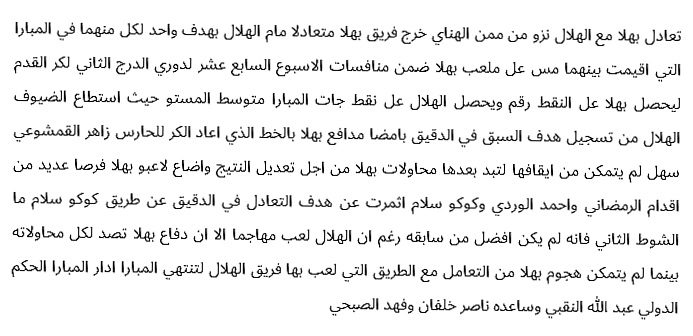 تعادل بهلا مع الهلال نزو من ممن الهناي خرج فريق بهلا متعادلا مام الهلال بهدف واحد لكل منهما في المبارا
التي اقيمت بينهما مس عل ملعب بهلا ضمن منافسات الاسبوع السابع عشر لدوري الدرج الثاني لكر القدم
ليحصل بهلا عل النقط رقم ويحصل الهلال عل نقط جات المبارا متوسط المستو حيث استطاع الضيوف
الهلال من تسجيل هدف السبق في الدقيق بامضا مدافع بهلا بالخط الذي اعاد الكر للحارس زاهر القمشوعي
سهل لم يتمكن من ايقافها لتبد بعدها محاولات بهلا من اجل تعديل النتيج واضاع لاعبو بهلا فرصا عديد من
اقدام الرمضاني واحمد الوردي وكوكو سلام اثمرت عن هدف التعادل في الدقيق عن طريق كوكو سلام ما
الشوط الثاني فانه لم يكن افضل من سابقه رغم ان الهلال لعب مهاجما الا ان دفاع بهلا تصد لكل محاولاته
بينما لم يتمكن هجوم بهلا من التعامل مع الطريق التي لعب بها فريق الهلال لتنتهي المبارا ادار المبارا الحكم
الدولي عبد الله النقبي وساعده ناصر خلفان وفهد الصبحي